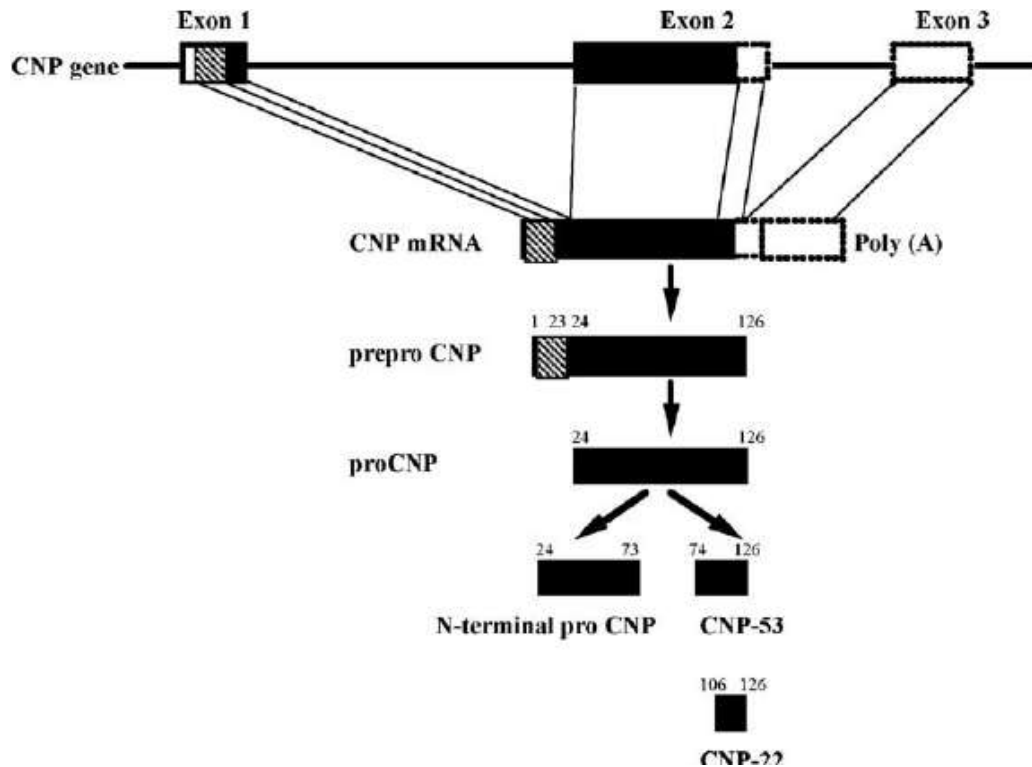 Exon 1 Exon 2 Exon 3
CNP gene
CNP mRNA Poly (A)
1 23 24 126
prepro CNP
24 126
proCNP
24 73 74 126
N-terminal pro CNP CNP-53
106 126
CNP-22